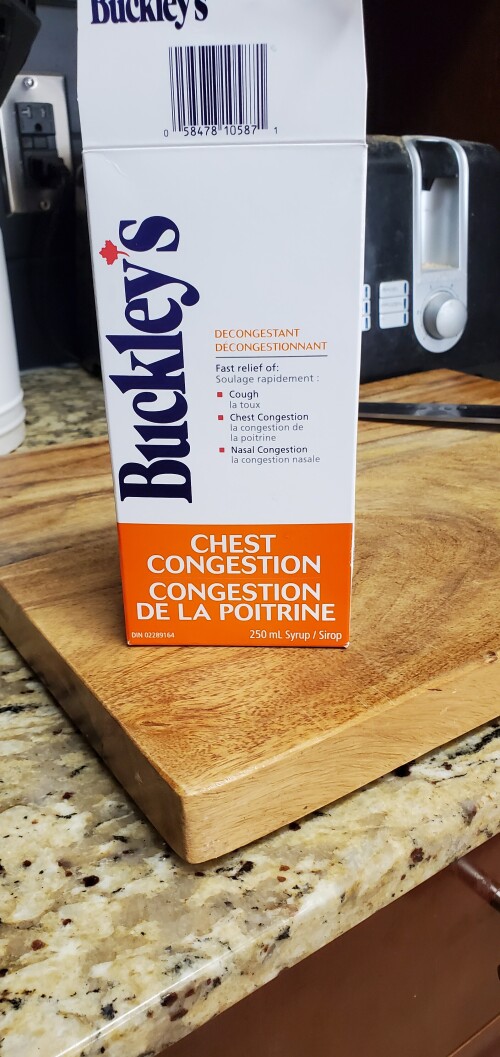 Buckley's
0 58478 10587 1
Buckley's
DECONGESTANT
DÉCONGESTIONNANT
Fast relief of:
Soulage rapidement :
Cough
la toux
Chest Congestion
la congestion de
la poitrine
Nasal Congestion
la congestion nasale
CHEST
CONGESTION
CONGESTION
DE LA POITRINE
DIN 02289164
250 mL Syrup / Sirop